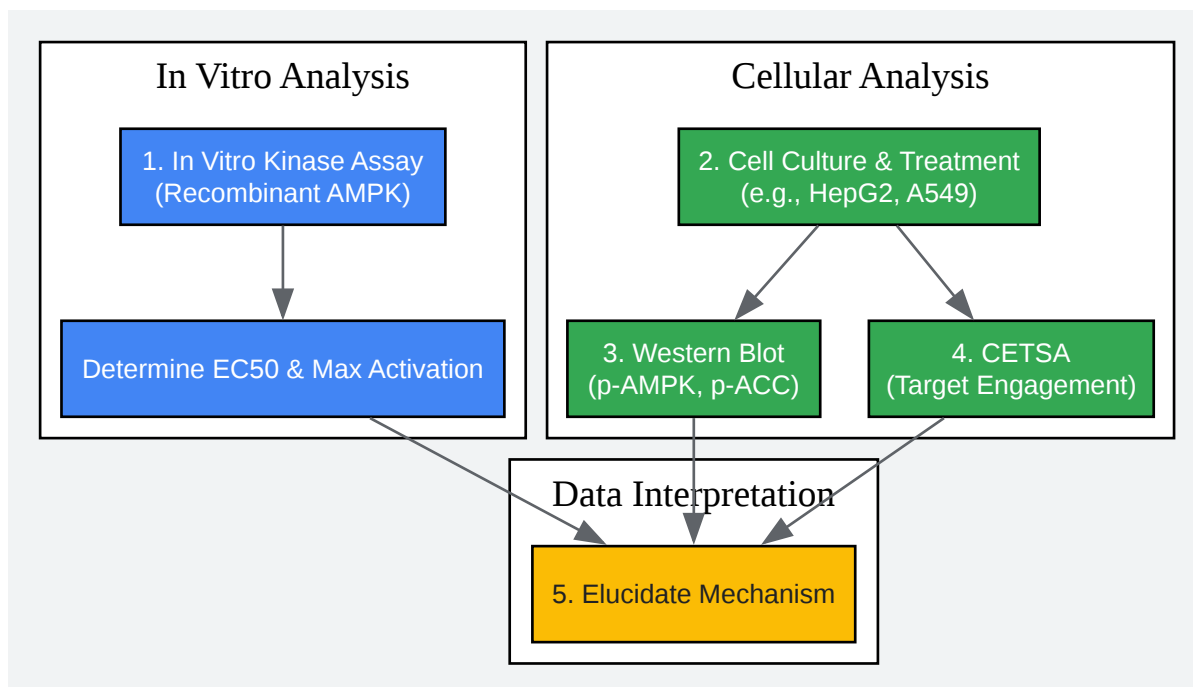 In Vitro Analysis
1. In Vitro Kinase Assay
(Recombinant AMPK)
Determine EC50 & Max Activation
Cellular Analysis
2. Cell Culture & Treatment
(e.g., HepG2, A549)
3. Western Blot
(p-AMPK, p-ACC)
4. CETSA
(Target Engagement)
Data Interpretation
5. Elucidate Mechanism